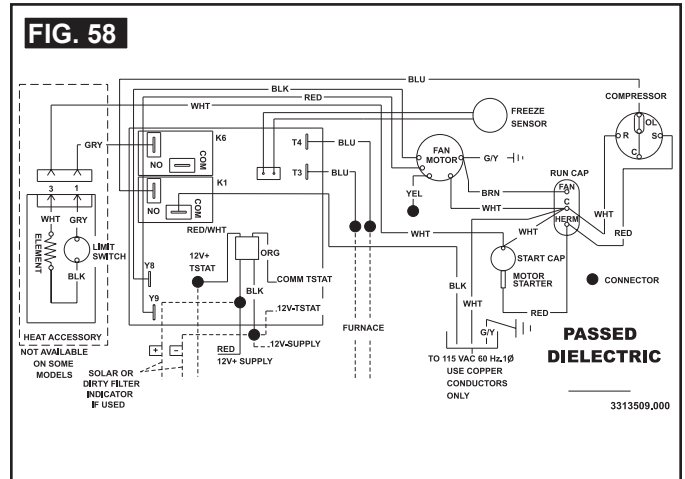 FIG. 58
BLU
BLK
RED
WHT
COMPRESSOR
FREEZE
SENSOR
OL
R
S
C
GRY
K6
NO
COM
T4
BLU
FAN
MOTOR
G/Y
K1
T3
BLU
NO
COM
YEL
BRN
WHT
RUN CAP
FAN
C
HERM
WHT
RED
3
1
WHT
GRY
ELEMENT
LIMIT
SWITCH
BLK
RED/WHT
12V+
TSTAT
ORG
COMM TSTAT
Y8
Y9
BLK
12V-TSTAT
12V-SUPPLY
RED
12V+ SUPPLY
FURNACE
WHT
BLK
WHT
WHT
START CAP
MOTOR
STARTER
RED
G/Y
CONNECTOR
HEAT ACCESSORY
NOT AVAILABLE
ON SOME
MODELS
+
-
SOLAR OR
DIRTY FILTER
INDICATOR
IF USED
TO 115 VAC 60 Hz.1Ø
USE COPPER
CONDUCTORS
ONLY
PASSED
DIELECTRIC
3313509.000